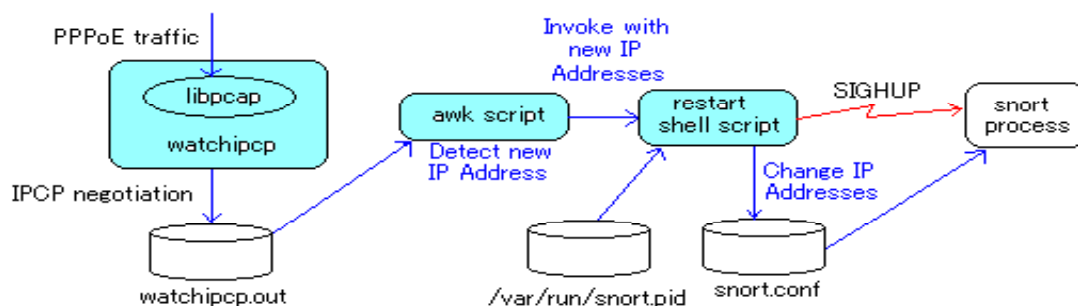 PPPoE traffic
libpcap
watchipcp
IPCP negotiation
watchipcp.out
awk script
Detect new
IP Address
Invoke with
new IP
Addresses
restart
shell script
/var/run/snort.pid
Change IP
Addresses
snort.conf
SIGHUP
snort
process